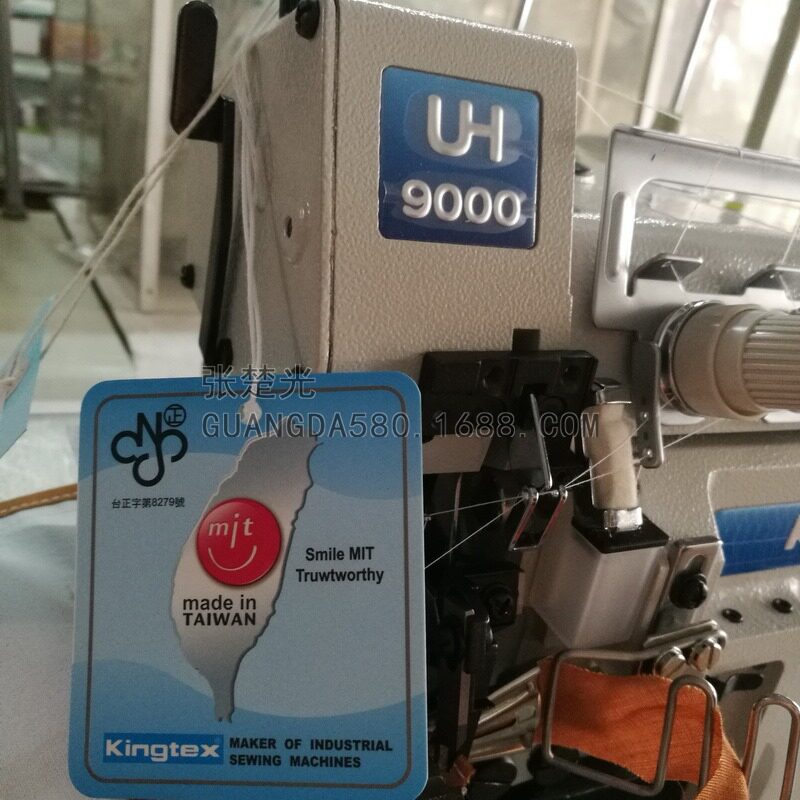 UH
9000
张楚光
GUANGDA580.1688.COM
正
台正字第8279號
mit
Smile MIT
Truwtworthy
made in
TAIWAN
Kingtex
MAKER OF INDUSTRIAL
SEWING MACHINES